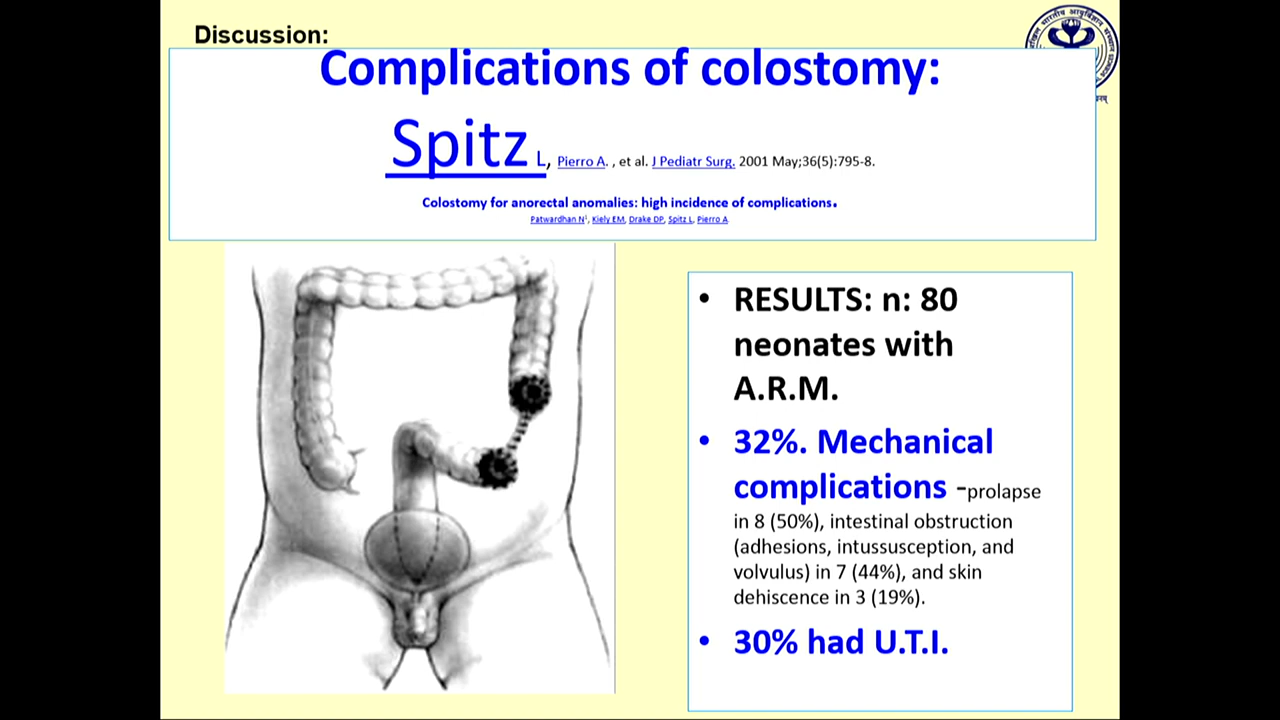 Discussion:
Complications of colostomy:
Spitz L, Pierro A. , et al. J Pediatr Surg. 2001 May;36(5):795-8.
Colostomy for anorectal anomalies: high incidence of complications.
Patwardhan N1, Kiely EM, Drake DP, Spitz L, Pierro A.
• RESULTS: n: 80
neonates with
A.R.M.
• 32%. Mechanical
complications -prolapse
in 8 (50%), intestinal obstruction
(adhesions, intussusception, and
volvulus) in 7 (44%), and skin
dehiscence in 3 (19%).
• 30% had U.T.I.